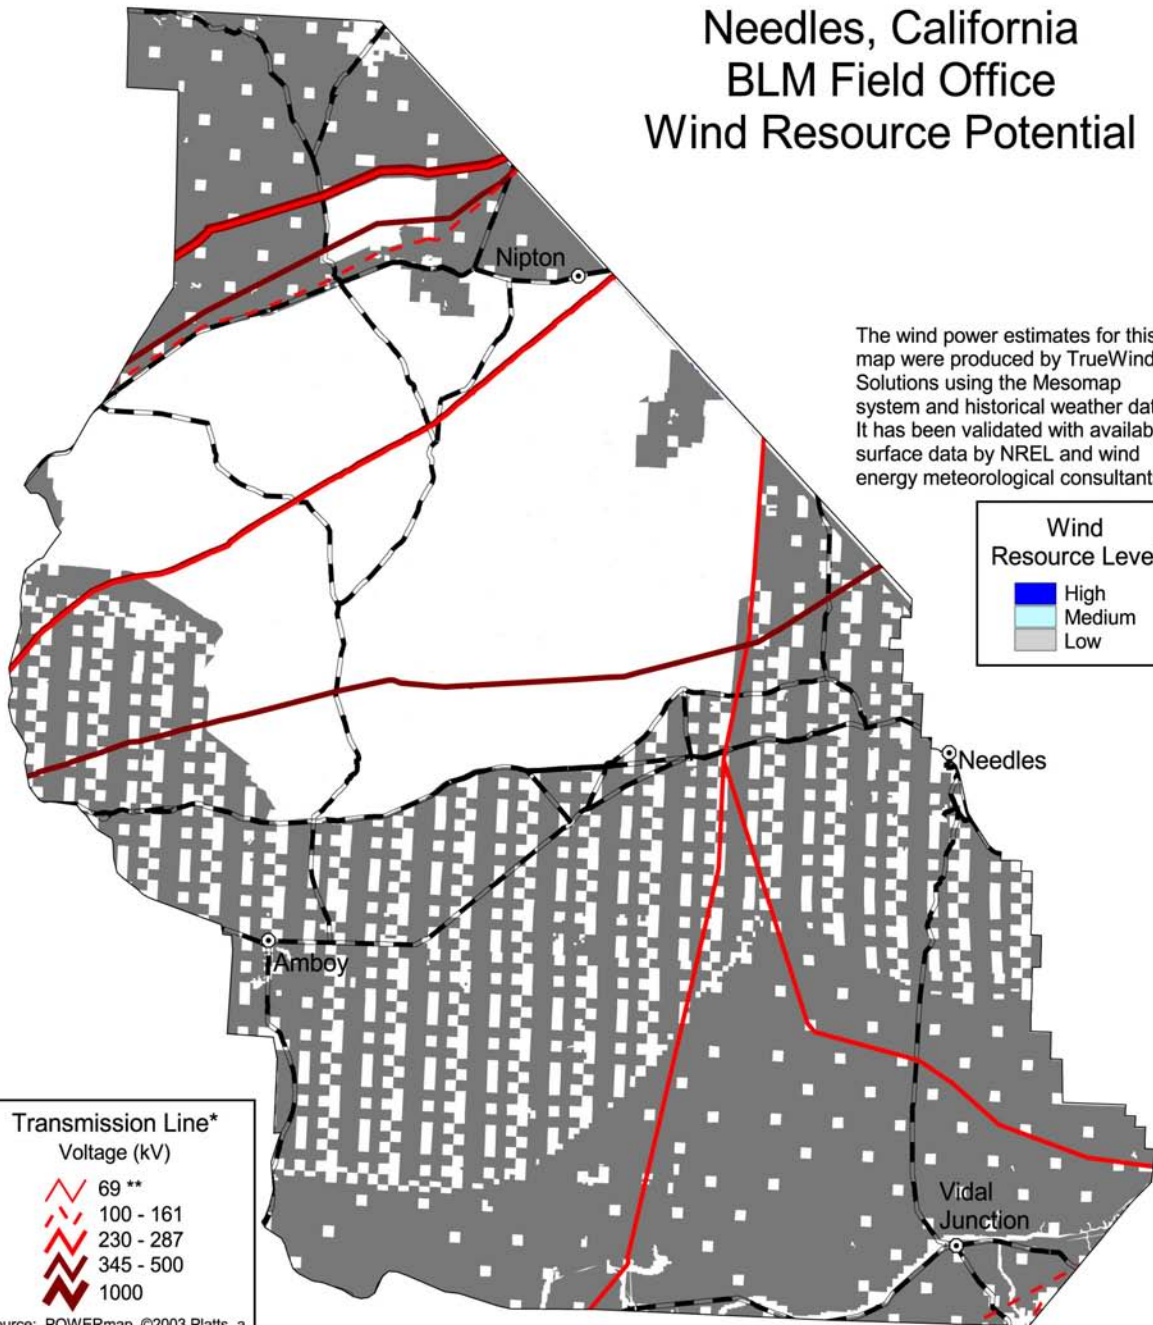 Needles, California
BLM Field Office
Wind Resource Potential
Nipton
The wind power estimates for this
map were produced by TrueWind
Solutions using the Mesomap
system and historical weather dat
It has been validated with availab
surface data by NREL and wind
energy meteorological consultant
Wind
Resource Leve
High
Medium
Low
Needles
Amboy
Transmission Line*
Voltage (kV)
69 **
100 - 161
230 - 287
345 - 500
1000
Vidal
Junction
ource: POWERmap, ©2003 Platts, a